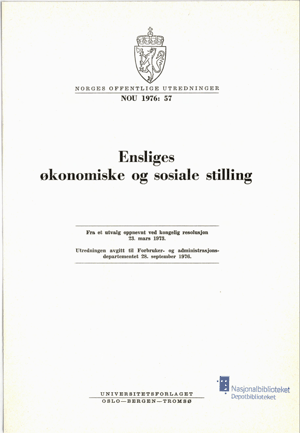 NORGES OFFENTLIGE UTREDNINGER
NOU 1976: 57
Ensliges
økonomiske og sosiale stilling
Fra et utvalg oppnevnt ved kongelig resolusjon
23. mars 1973.
Utredningen avgitt til Forbruker- og administrasjons-
departementet 28. september 1976.
Nasjonalbiblioteket
Depotbiblioteket
UNIVERSITETSFORLAGET
OSLO—BERGEN—TROMSØ